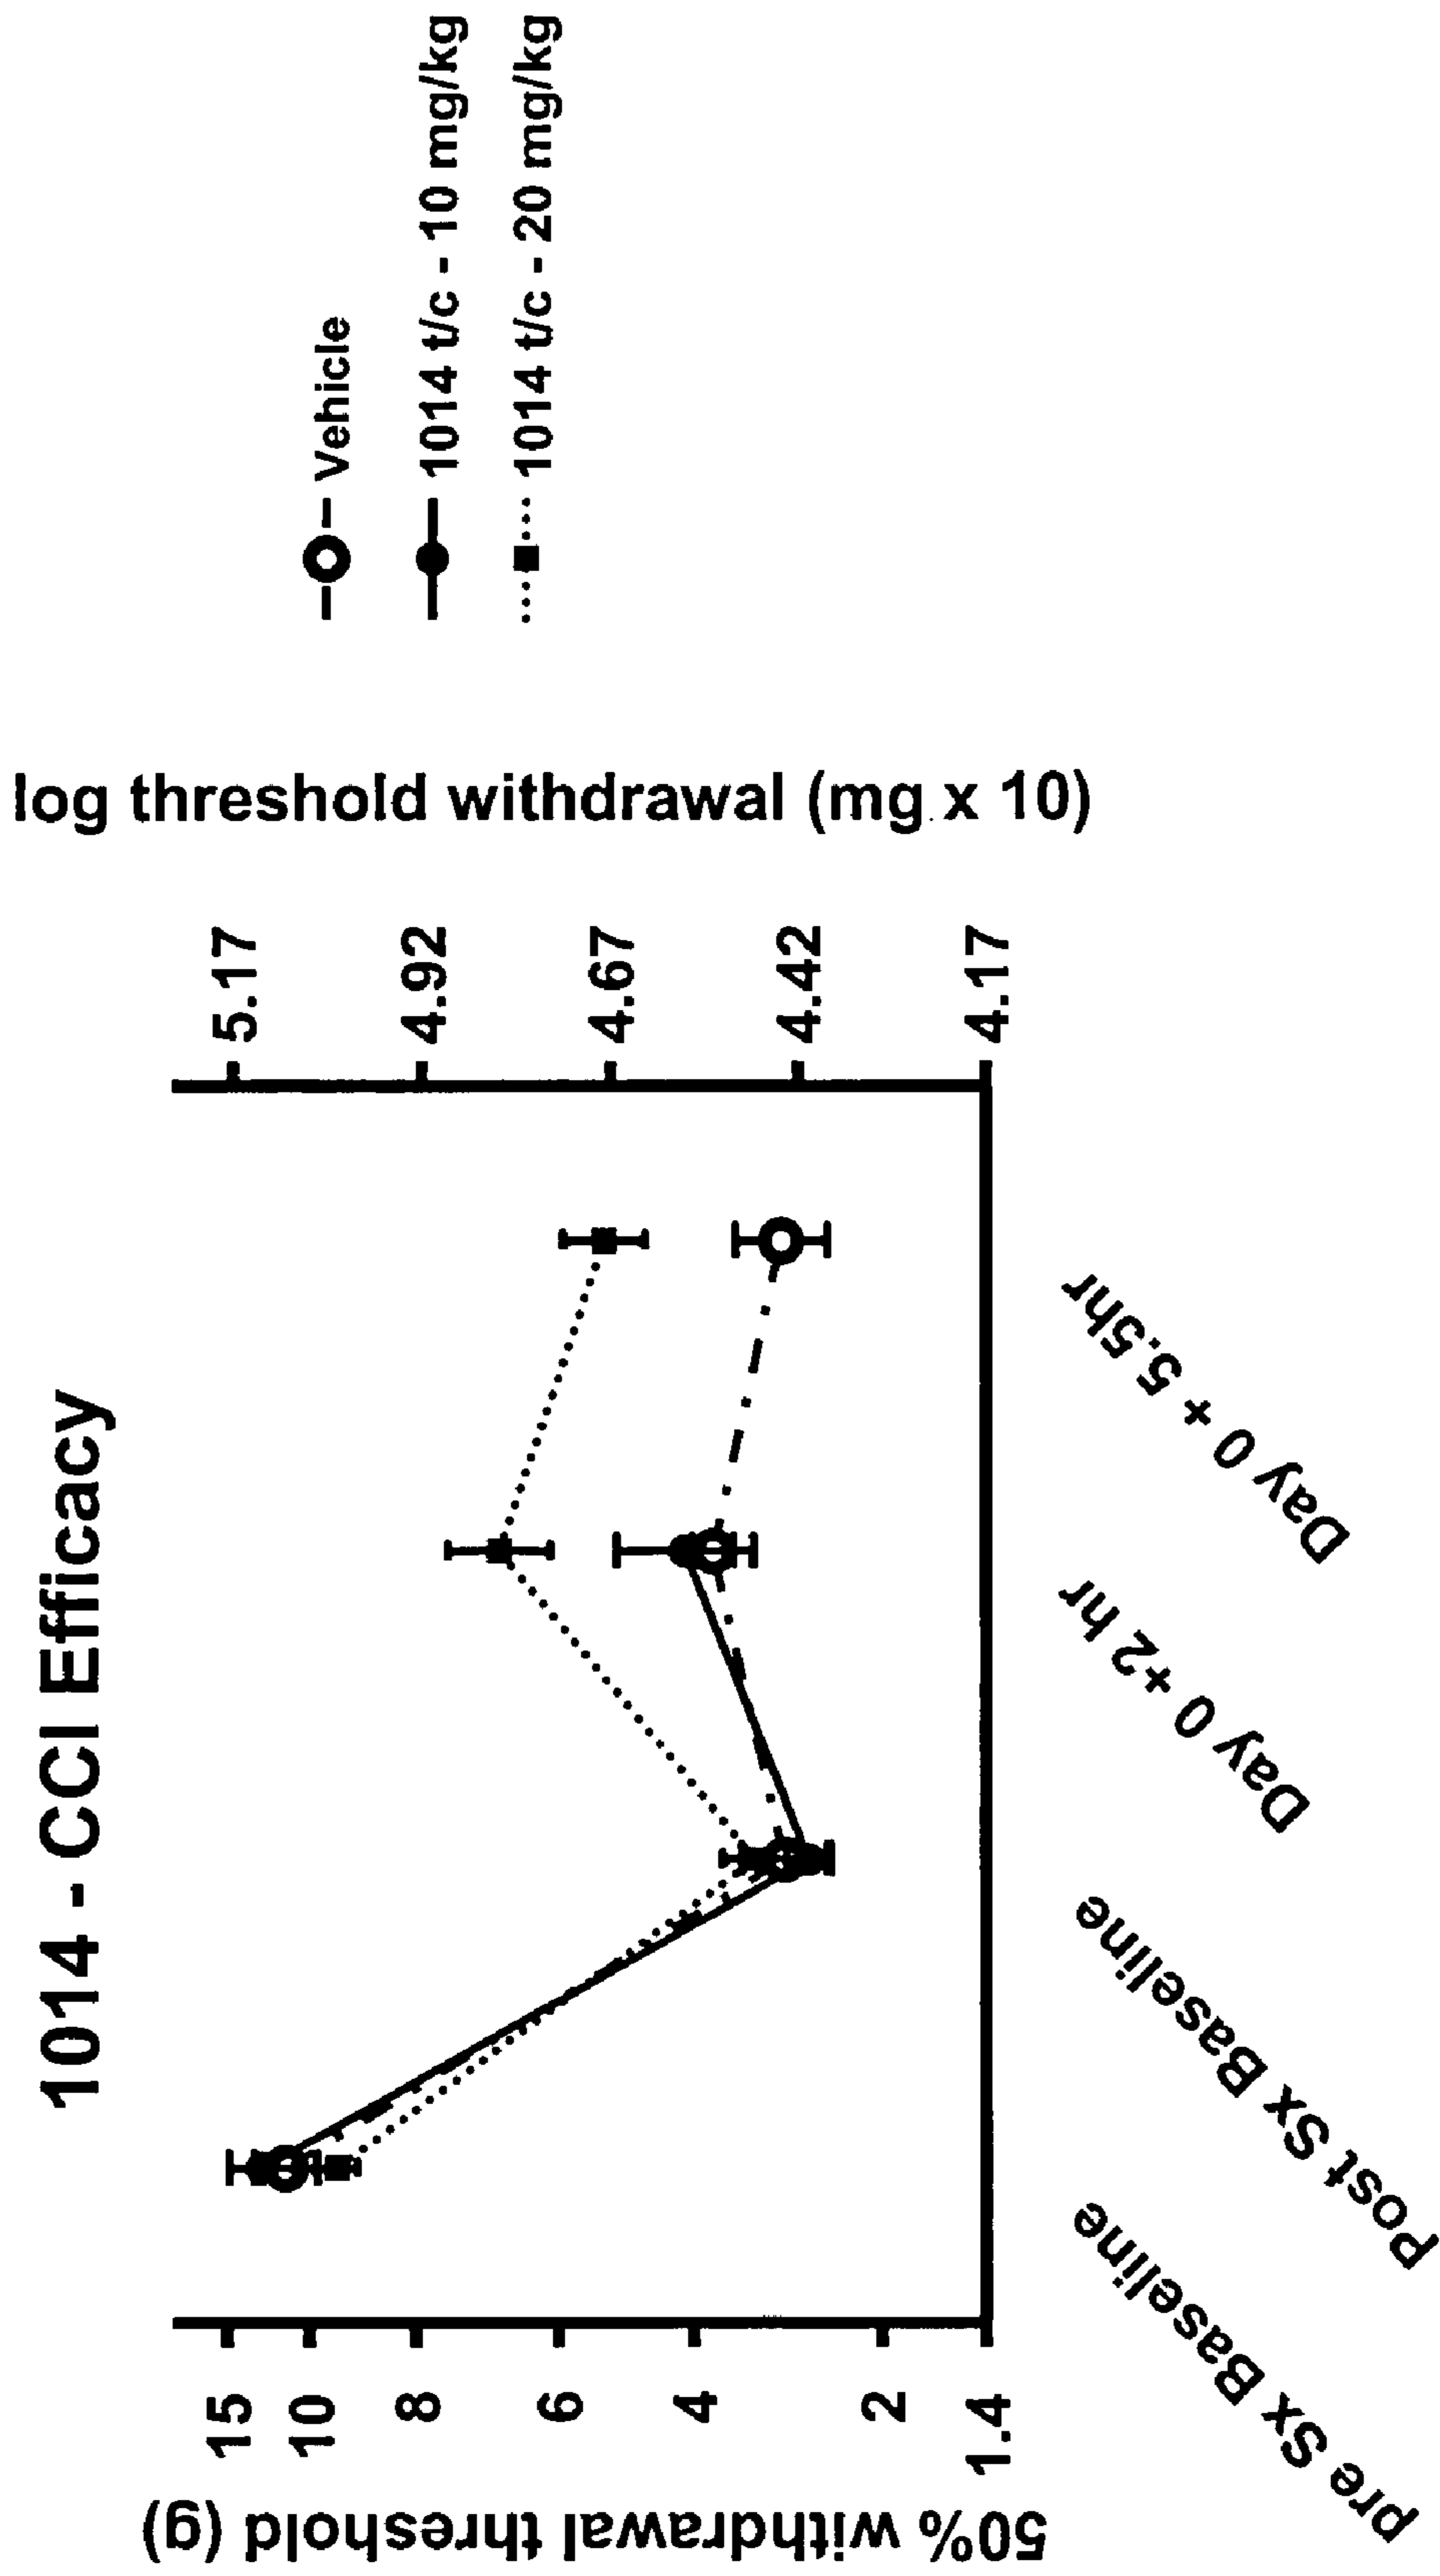 1014 - CCI Efficacy
50% withdrawal threshold (g)
15
10
8
6
4
2
1.4
log threshold withdrawal (mg x 10)
5.17
4.92
4.67
4.42
4.17
pre Sx Baseline
Post Sx Baseline
Day 0 +2 hr
Day 0 + 5.5hr
Vehicle
1014 t/c - 10 mg/kg
1014 t/c - 20 mg/kg